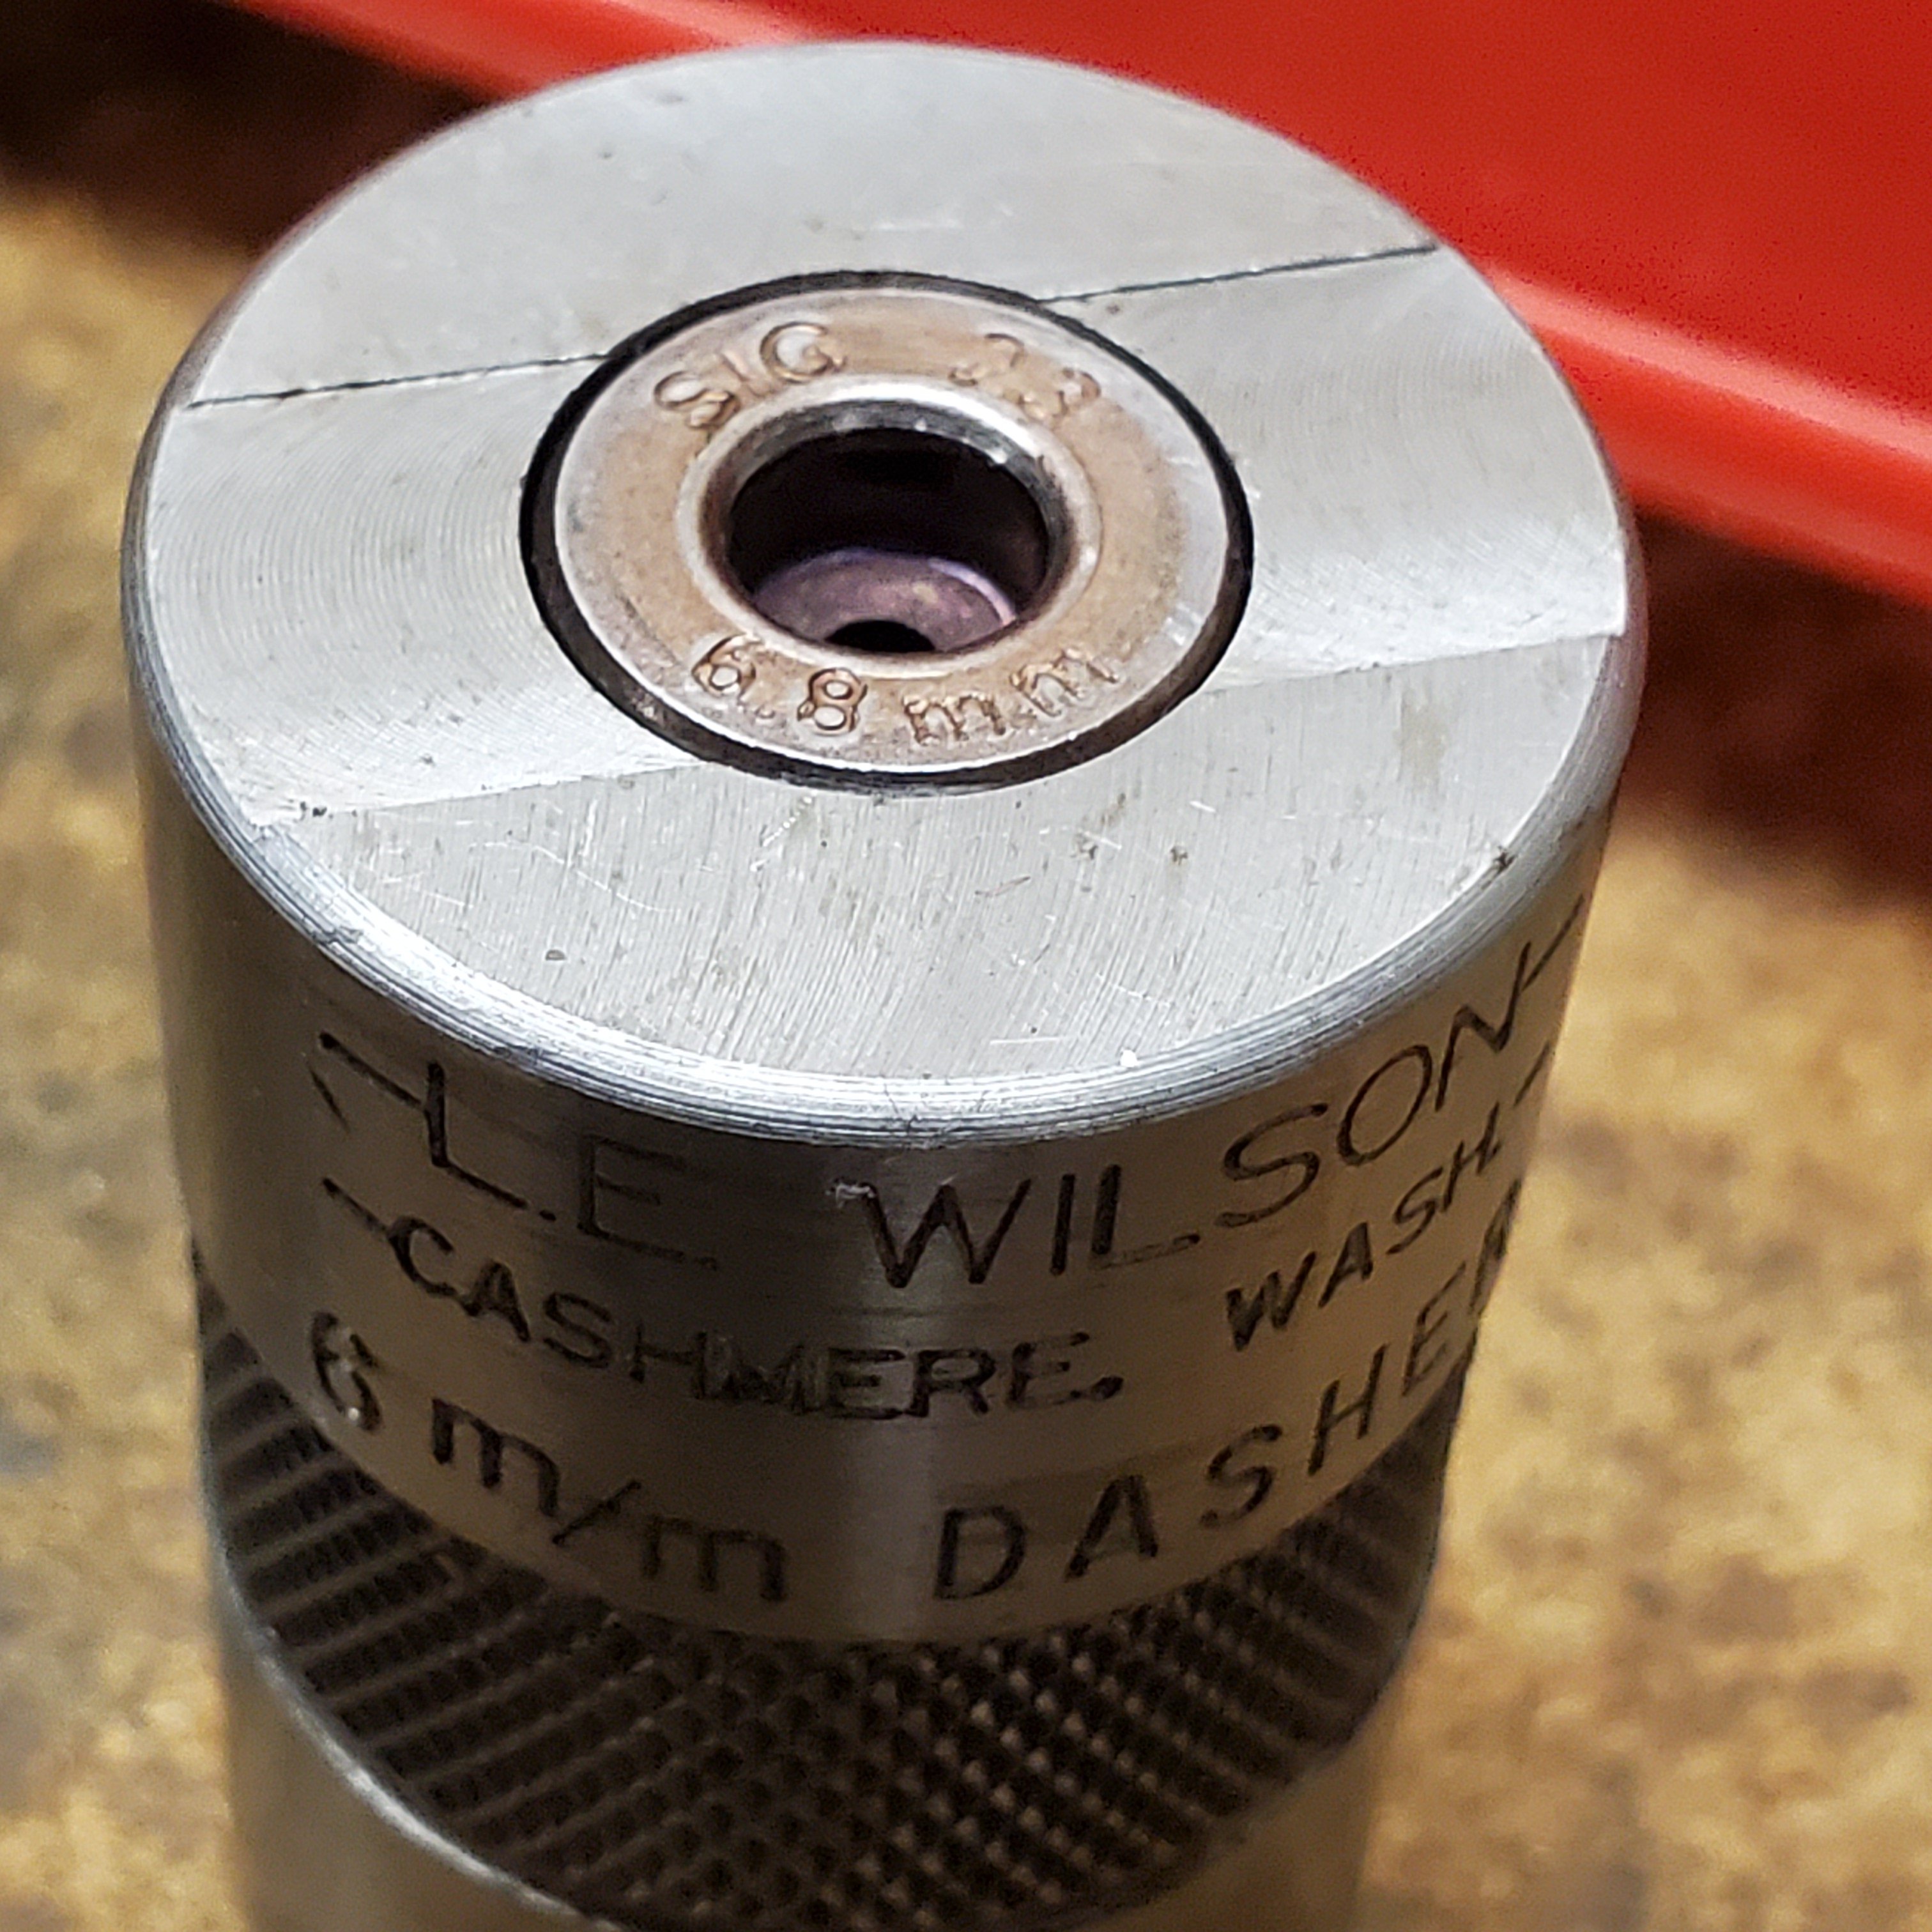 SIG 23
6.8 mm
L.E. WILSON
CASHMERE. WASH.
6 m/m DASHER